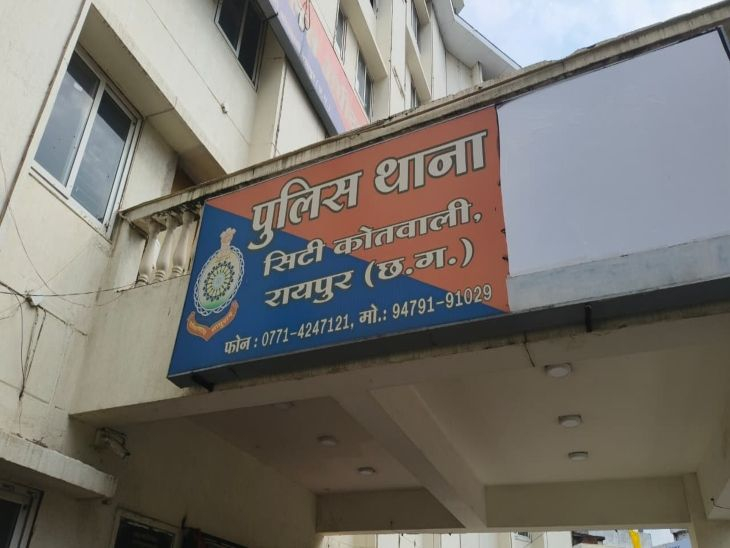 पुलिस थाना
सिटी कोतवाली,
रायपुर (छ.ग.)
फोन : 0771-4247121, मो.: 94791-91029